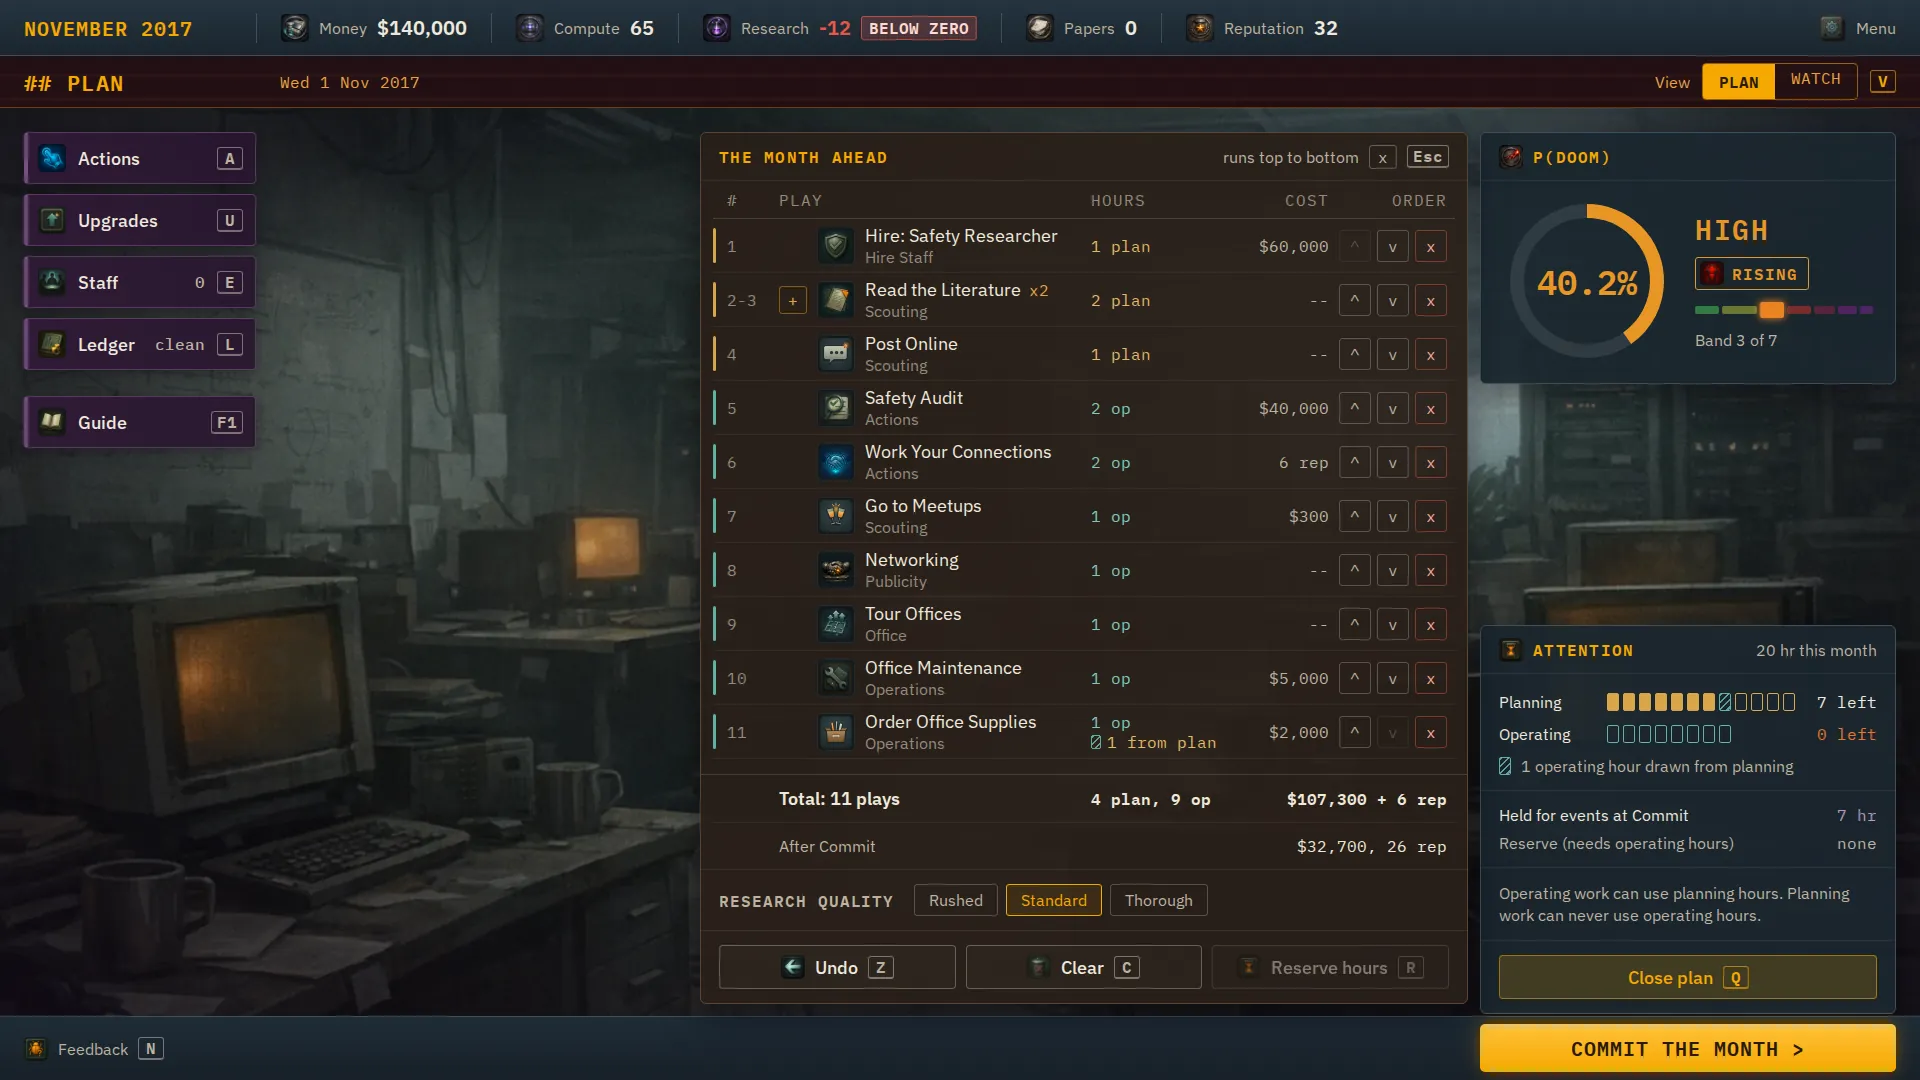 NOVEMBER 2017
Money $140,000
Compute 65
Research -12 BELOW ZERO
Papers 0
Reputation 32
Menu
## PLAN
Wed 1 Nov 2017
View PLAN WATCH V
Actions A
Upgrades U
Staff 0 E
Ledger clean L
Guide F1
THE MONTH AHEAD
runs top to bottom x Esc
# PLAY HOURS COST ORDER
1 Hire: Safety Researcher 1 plan $60,000 ^ v x
Hire Staff
2-3 + Read the Literature x2 2 plan -- ^ v x
Scouting
4 Post Online 1 plan -- ^ v x
Scouting
5 Safety Audit 2 op $40,000 ^ v x
Actions
6 Work Your Connections 2 op 6 rep ^ v x
Actions
7 Go to Meetups 1 op $300 ^ v x
Scouting
8 Networking 1 op -- ^ v x
Publicity
9 Tour Offices 1 op -- ^ v x
Office
10 Office Maintenance 1 op $5,000 ^ v x
Operations
11 Order Office Supplies 1 op $2,000 ^ v x
Operations 1 from plan
Total: 11 plays 4 plan, 9 op $107,300 + 6 rep
After Commit $32,700, 26 rep
RESEARCH QUALITY Rushed Standard Thorough
Undo Z
Clear C
Reserve hours R
P(DOOM)
40.2%
HIGH
RISING
Band 3 of 7
ATTENTION 20 hr this month
Planning 7 left
Operating 0 left
1 operating hour drawn from planning
Held for events at Commit 7 hr
Reserve (needs operating hours) none
Operating work can use planning hours. Planning
work can never use operating hours.
Close plan Q
Feedback N
COMMIT THE MONTH >